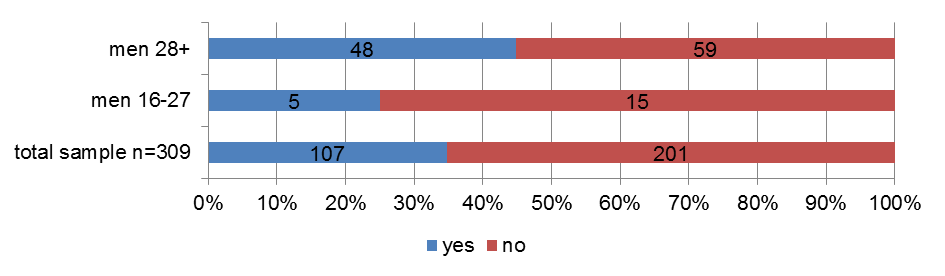 men 28+ 48 59
men 16-27 5 15
total sample n=309 107 201
0% 10% 20% 30% 40% 50% 60% 70% 80% 90% 100%
yes no